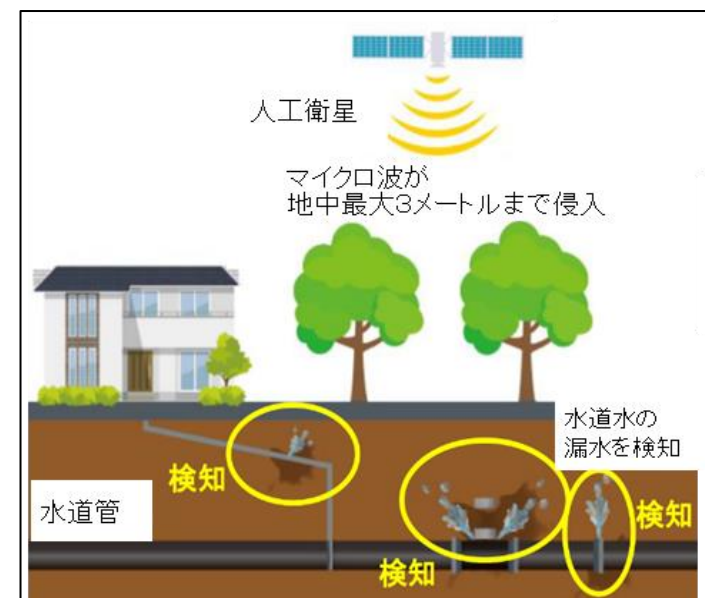 人工衛星
マイクロ波が
地中最大3メートルまで侵入
水道水の
漏水を検知
検知
水道管
検知
検知